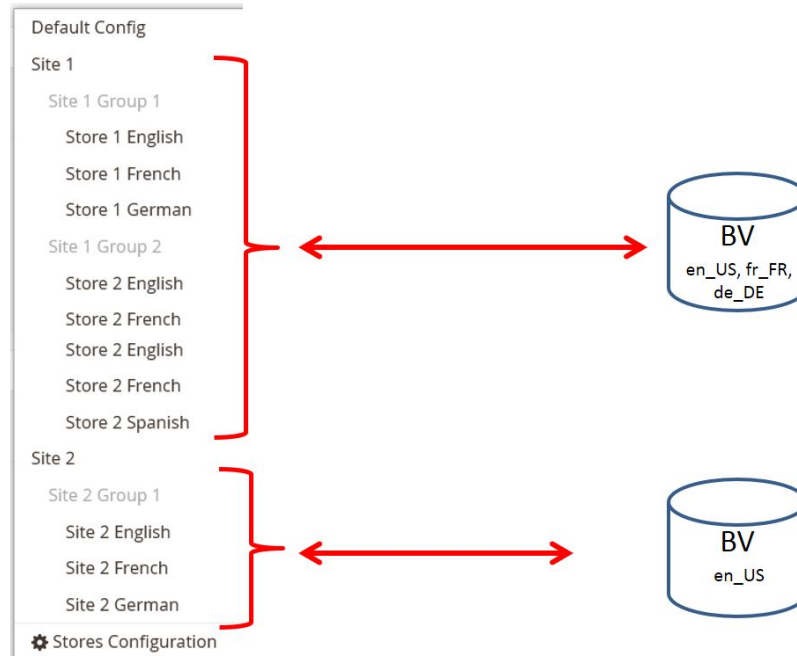 Default Config
Site 1
Site 1 Group 1
Store 1 English
Store 1 French
Store 1 German
Site 1 Group 2
Store 2 English
Store 2 French
Store 2 English
Store 2 French
Store 2 Spanish
Site 2
Site 2 Group 1
Site 2 English
Site 2 French
Site 2 German
Stores Configuration
BV
en_US, fr_FR,
de_DE
BV
en_US